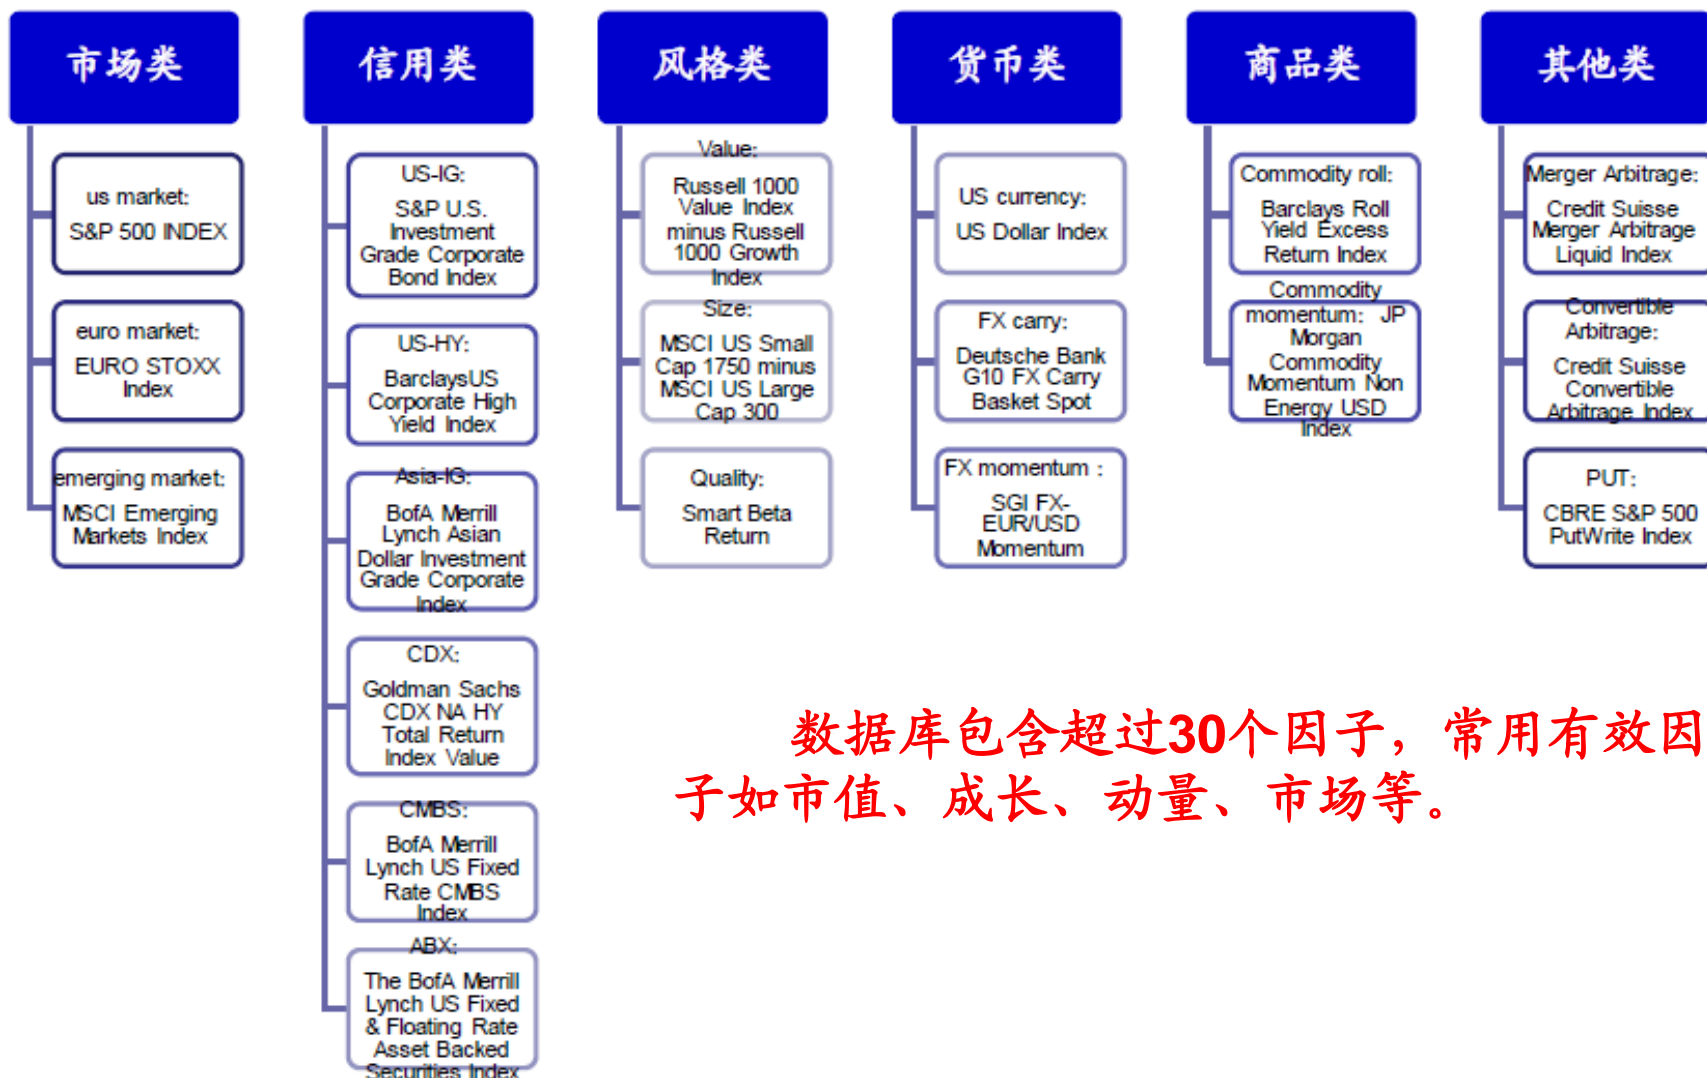 市场类
us market:
S&P 500 INDEX
euro market:
EURO STOXX
Index
emerging market:
MSCI Emerging
Markets Index
信用类
US-IG:
S&P U.S.
Investment
Grade Corporate
Bond Index
US-HY:
BarclaysUS
Corporate High
Yield Index
Asia-IG:
BofA Merrill
Lynch Asian
Dollar Investment
Grade Corporate
Index
CDX:
Goldman Sachs
CDX NA HY
Total Return
Index Value
CMBS:
BofA Merrill
Lynch US Fixed
Rate CMBS
Index
ABX:
The BofA Merrill
Lynch US Fixed
& Floating Rate
Asset Backed
Securities Index
风格类
Value:
Russell 1000
Value Index
minus Russell
1000 Growth
Index
Size:
MSCI US Small
Cap 1750 minus
MSCI US Large
Cap 300
Quality:
Smart Beta
Return
货币类
US currency:
US Dollar Index
FX carry:
Deutsche Bank
G10 FX Carry
Basket Spot
FX momentum：
SGI FX-
EUR/USD
Momentum
商品类
Commodity roll:
Barclays Roll
Yield Excess
Return Index
Commodity
momentum： JP
Morgan
Commodity
Momentum Non
Energy USD
Index
其他类
Merger Arbitrage:
Credit Suisse
Merger Arbitrage
Liquid Index
Convertible
Arbitrage:
Credit Suisse
Convertible
Arbitrage Index
PUT:
CBRE S&P 500
PutWrite Index
数据库包含超过30个因子，常用有效因
子如市值、成长、动量、市场等。